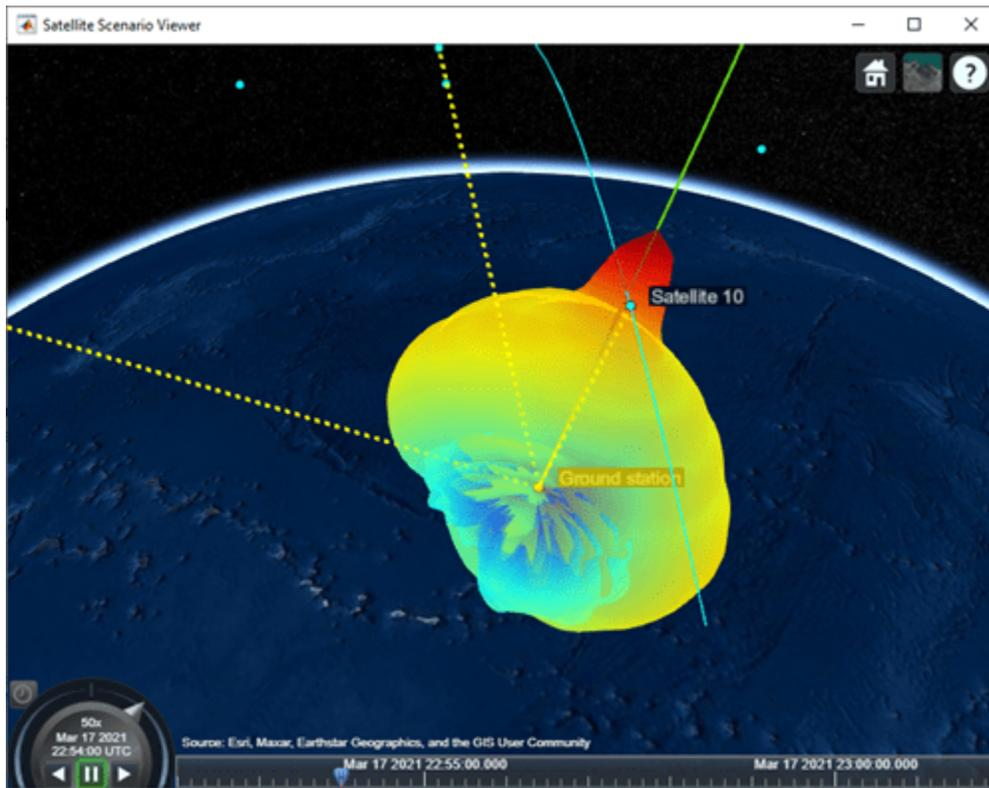 Satellite Scenario Viewer
?
Satellite 10
Ground station
50x
Mar 17 2021
22:54:00 UTC
Source: Esri, Maxar, Earthstar Geographics, and the GIS User Community
Mar 17 2021 22:55:00.000
Mar 17 2021 23:00:00.000